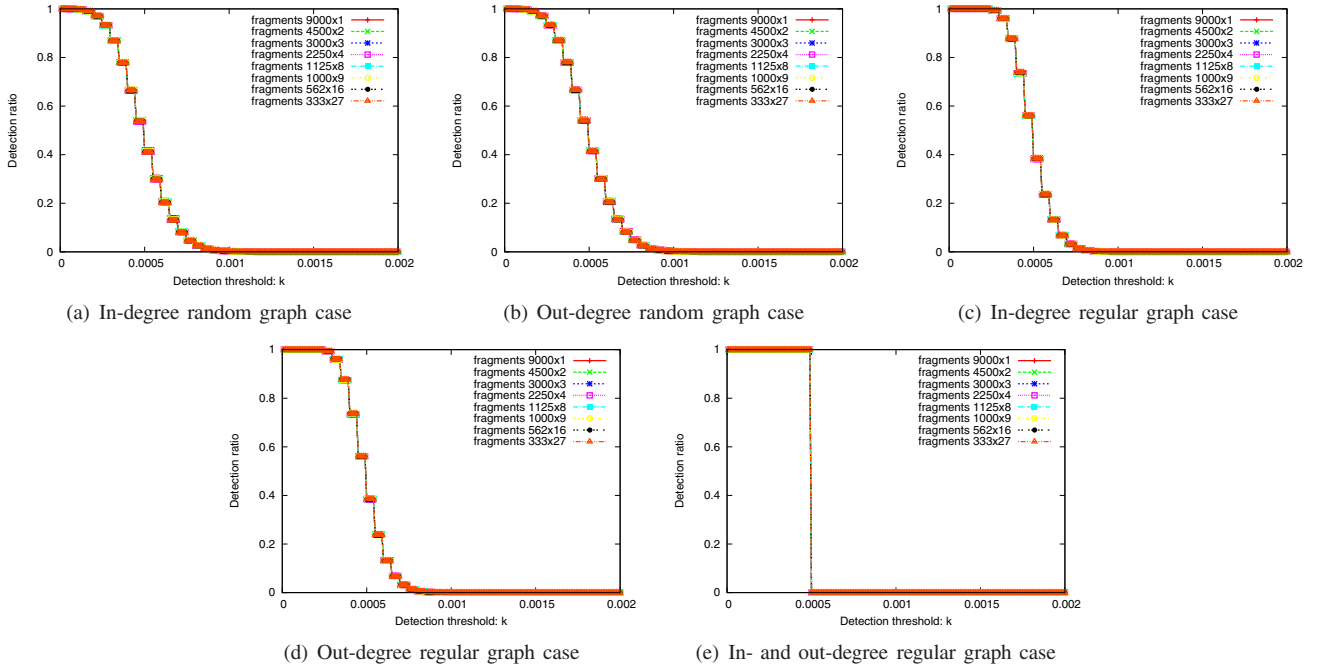 1
0.8
0.6
0.4
0.2
0
Detection ratio
fragments 9000x1
fragments 4500x2
fragments 3000x3
fragments 2250x4
fragments 1125x8
fragments 1000x9
fragments 562x16
fragments 333x27
0 0.0005 0.001 0.0015 0.002
Detection threshold: k
(a) In-degree random graph case
1
0.8
0.6
0.4
0.2
0
Detection ratio
fragments 9000x1
fragments 4500x2
fragments 3000x3
fragments 2250x4
fragments 1125x8
fragments 1000x9
fragments 562x16
fragments 333x27
0 0.0005 0.001 0.0015 0.002
Detection threshold: k
(b) Out-degree random graph case
1
0.8
0.6
0.4
0.2
0
Detection ratio
fragments 9000x1
fragments 4500x2
fragments 3000x3
fragments 2250x4
fragments 1125x8
fragments 1000x9
fragments 562x16
fragments 333x27
0 0.0005 0.001 0.0015 0.002
Detection threshold: k
(c) In-degree regular graph case
1
0.8
0.6
0.4
0.2
0
Detection ratio
fragments 9000x1
fragments 4500x2
fragments 3000x3
fragments 2250x4
fragments 1125x8
fragments 1000x9
fragments 562x16
fragments 333x27
0 0.0005 0.001 0.0015 0.002
Detection threshold: k
(d) Out-degree regular graph case
1
0.8
0.6
0.4
0.2
0
Detection ratio
fragments 9000x1
fragments 4500x2
fragments 3000x3
fragments 2250x4
fragments 1125x8
fragments 1000x9
fragments 562x16
fragments 333x27
0 0.0005 0.001 0.0015 0.002
Detection threshold: k
(e) In- and out-degree regular graph case